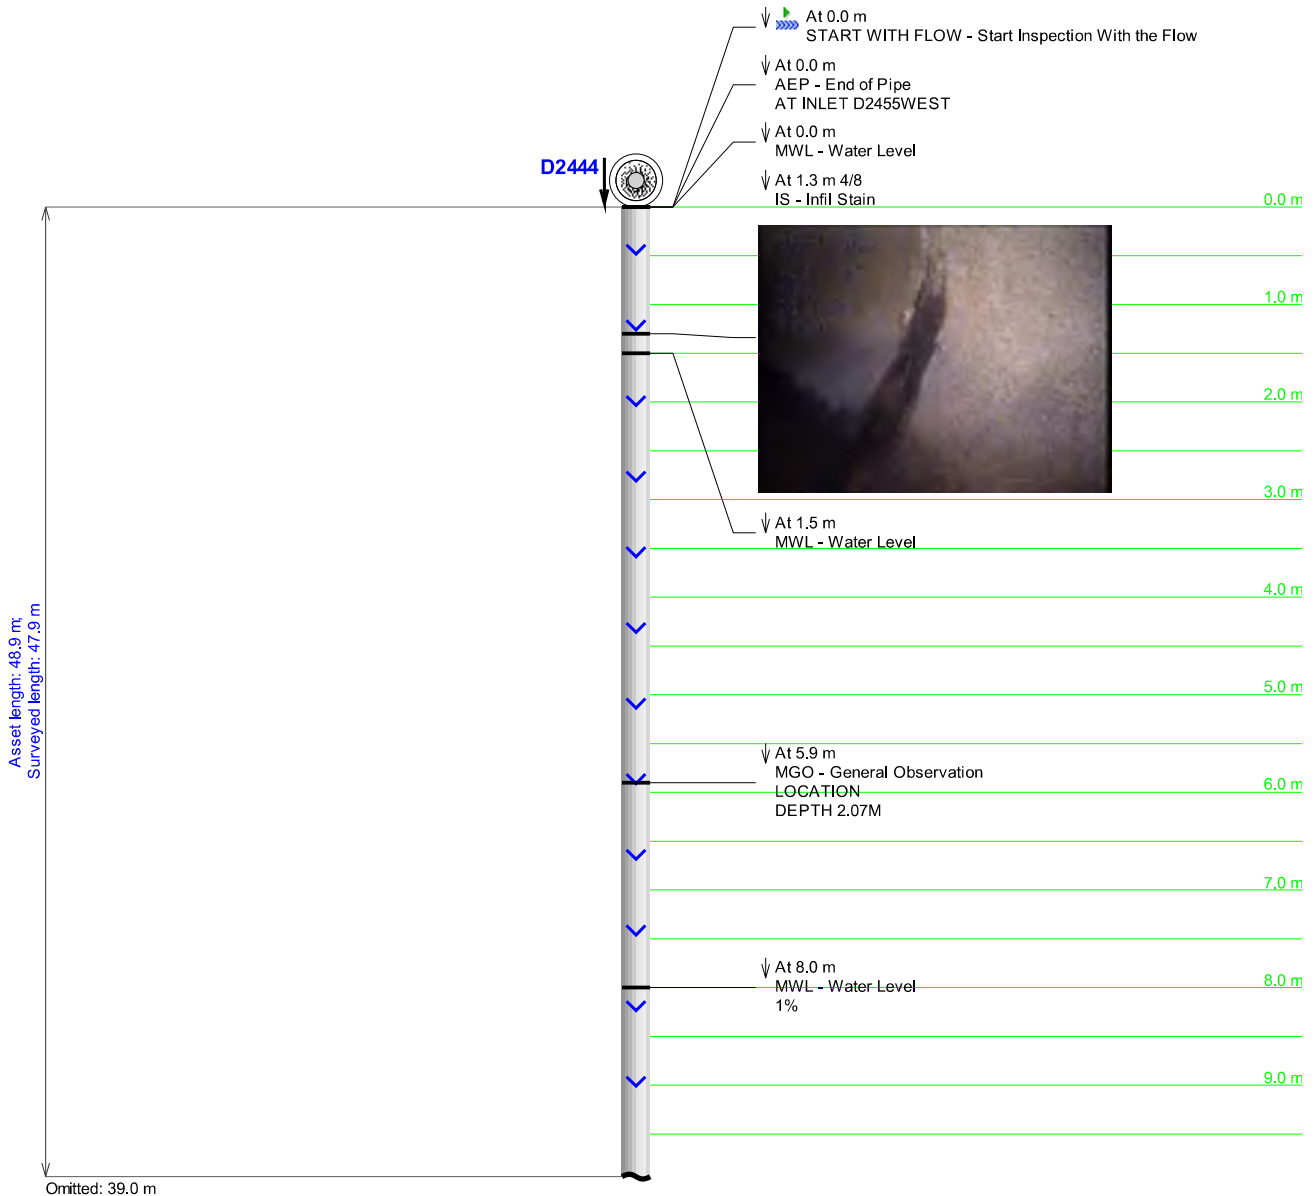 At 0.0 m
START WITH FLOW - Start Inspection With the Flow
At 0.0 m
AEP - End of Pipe
AT INLET D2455WEST
At 0.0 m
MWL - Water Level
D2444
At 1.3 m 4/8
IS - Infil Stain
0.0 m
1.0 m
2.0 m
3.0 m
At 1.5 m
MWL - Water Level
4.0 m
Asset length: 48.9 m;
Surveyed length: 47.9 m
5.0 m
At 5.9 m
MGO - General Observation
LOCATION
DEPTH 2.07M
6.0 m
7.0 m
At 8.0 m
MWL - Water Level
1%
8.0 m
9.0 m
Omitted: 39.0 m